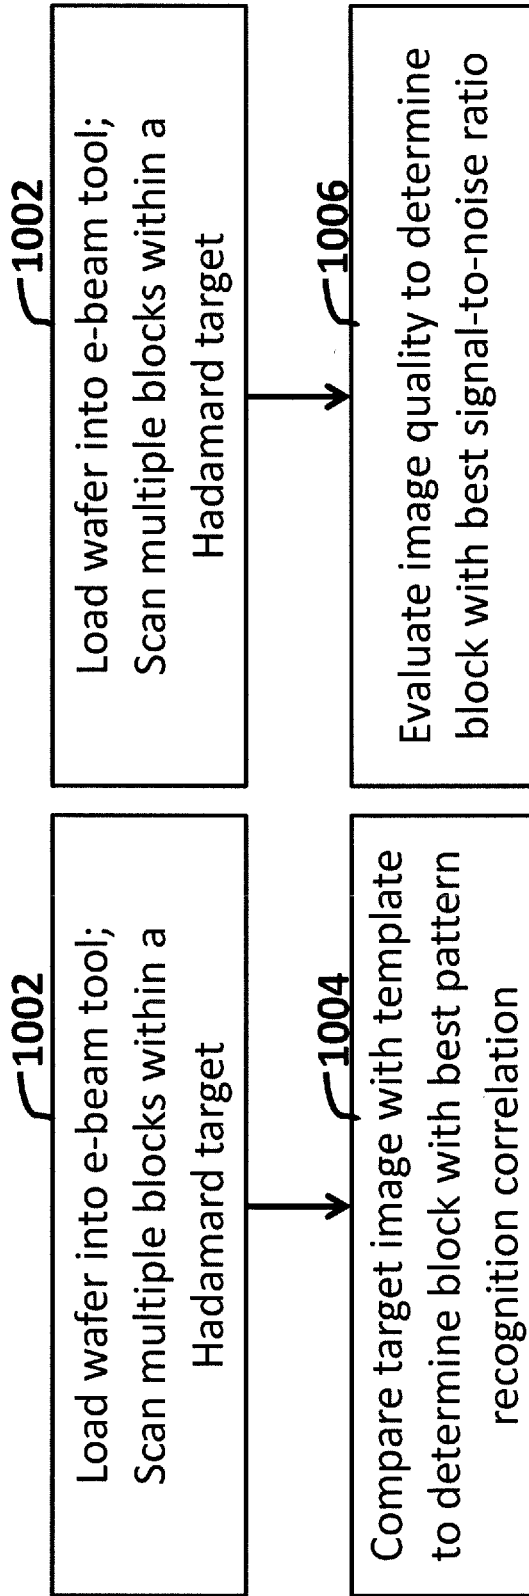 1002
Load wafer into e-beam tool;
Scan multiple blocks within a
Hadamard target
1004
Compare target image with template
to determine block with best pattern
recognition correlation
1002
Load wafer into e-beam tool;
Scan multiple blocks within a
Hadamard target
1006
Evaluate image quality to determine
block with best signal-to-noise ratio